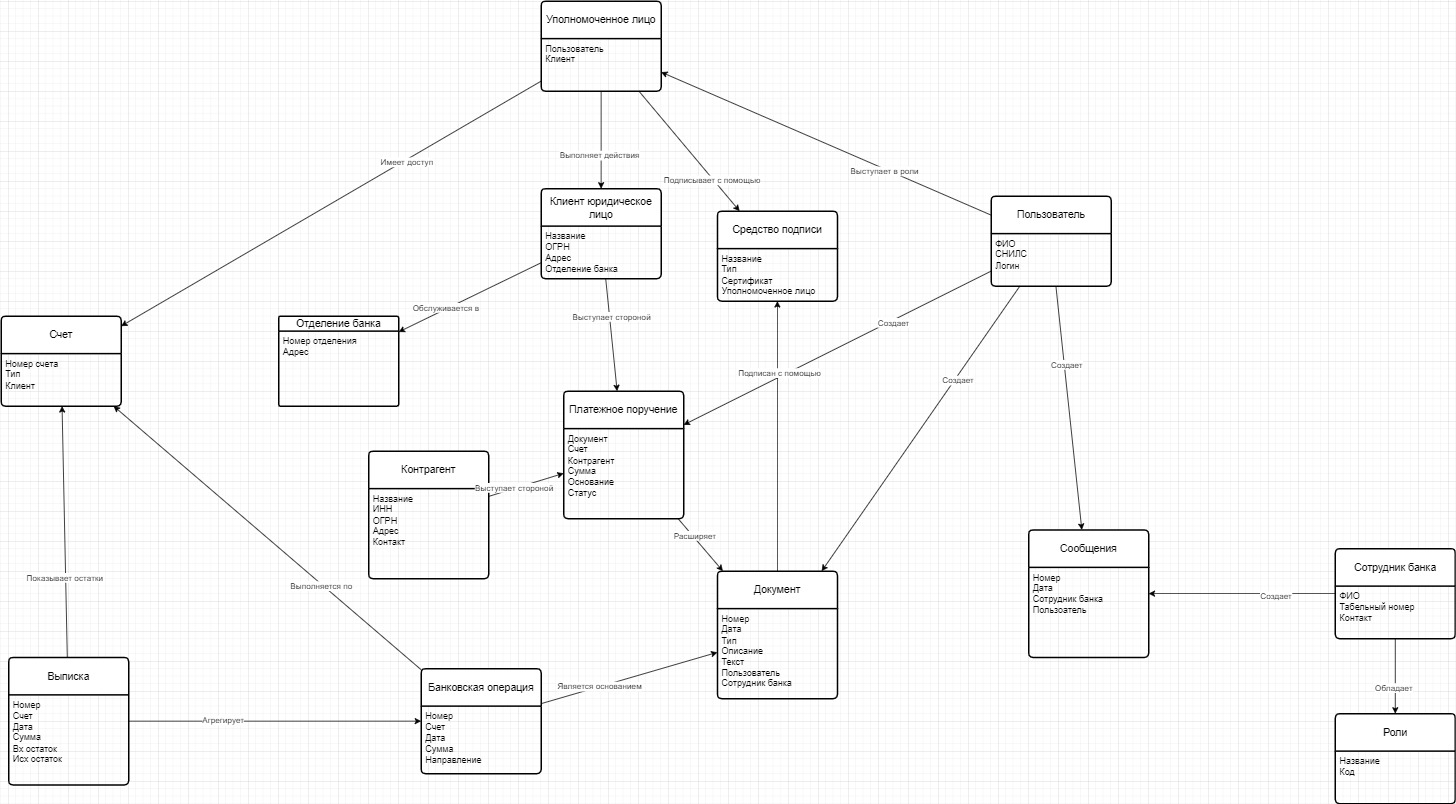 Уполномоченное лицо
Пользователь
Клиент
Имеет доступ
Выполняет действия
Подписывает с помощью
Выступает в роли
Клиент юридическое
лицо
Название
ОГРН
Адрес
Отделение банка
Средство подписи
Название
Тип
Сертификат
Уполномоченное лицо
Пользователь
ФИО
СНИЛС
Логин
Обслуживается в
Выступает стороной
Создает
Создает
Создает
Подписан с помощью
Счет
Номер счета
Тип
Клиент
Отделение банка
Номер отделения
Адрес
Платежное поручение
Документ
Счет
Контрагент
Сумма
Основание
Статус
Контрагент
Название
ИНН
ОГРН
Адрес
Контакт
Выступает стороной
Расширяет
Показывает остатки
Выполняется по
Документ
Номер
Дата
Тип
Описание
Текст
Пользователь
Сотрудник банка
Сообщения
Номер
Дата
Сотрудник банка
Пользоатель
Создает
Сотрудник банка
ФИО
Табельный номер
Контакт
Обладает
Роли
Название
Код
Выписка
Номер
Счет
Дата
Сумма
Вх остаток
Исх остаток
Агрегирует
Банковская операция
Номер
Счет
Дата
Сумма
Направление
Является основанием